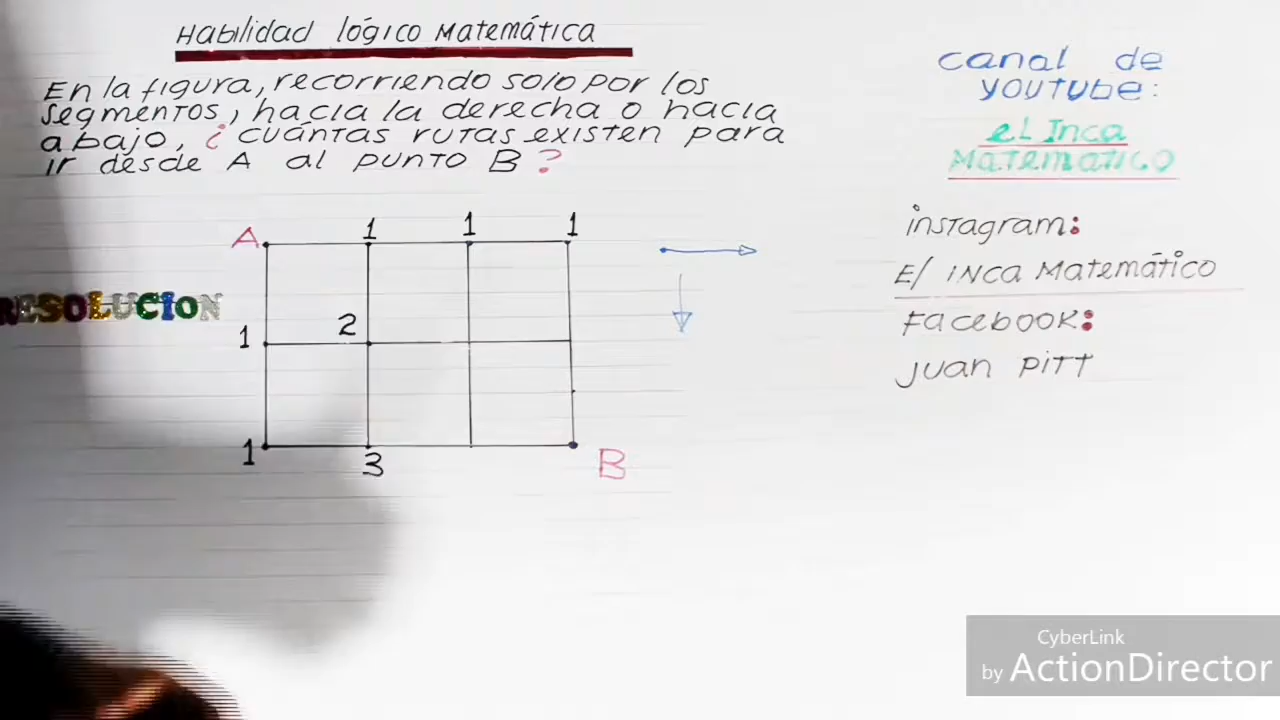 Habilidad lógico Matemática
En la figura, recorriendo solo por los
segmentos, hacia la derecha o hacia
abajo, ¿cuántas rutas existen para
ir desde A al punto B?
canal de
youtube:
el Inca
Matematico
instagram:
El inca Matemático
Facebook:
juan pitt
A 1 1 1
RESOLUCION
1 2
1 3 B
CyberLink
by ActionDirector